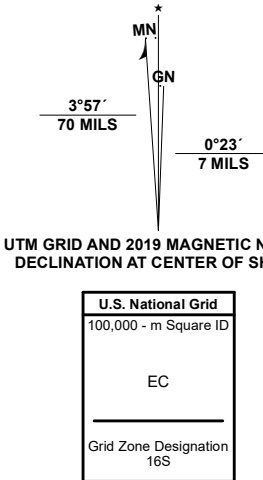 MN
GN
3°57´
70 MILS
0°23´
7 MILS
UTM GRID AND 2019 MAGNETIC N
DECLINATION AT CENTER OF SH
U.S. National Grid
100,000 - m Square ID
EC
Grid Zone Designation
16S